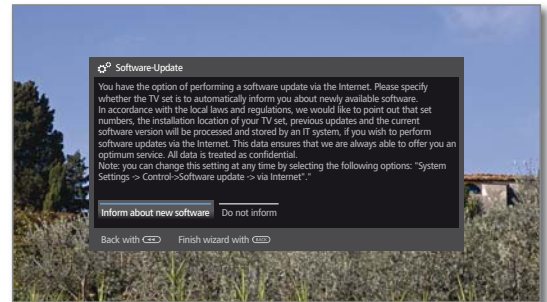 Software-Update
You have the option of performing a software update via the Internet. Please specify
whether the TV set is to automatically inform you about newly available software.
In accordance with the local laws and regulations, we would like to point out that set
numbers, the installation location of your TV set, previous updates and the current
software version will be processed and stored by an IT system, if you wish to perform
software updates via the Internet. This data ensures that we are always able to offer you an
optimum service. All data is treated as confidential.
Note: you can change this setting at any time by selecting the following options: "System
Settings -> Control->Software update -> via Internet"."
Inform about new software Do not inform
Back with Finish wizard with BACK